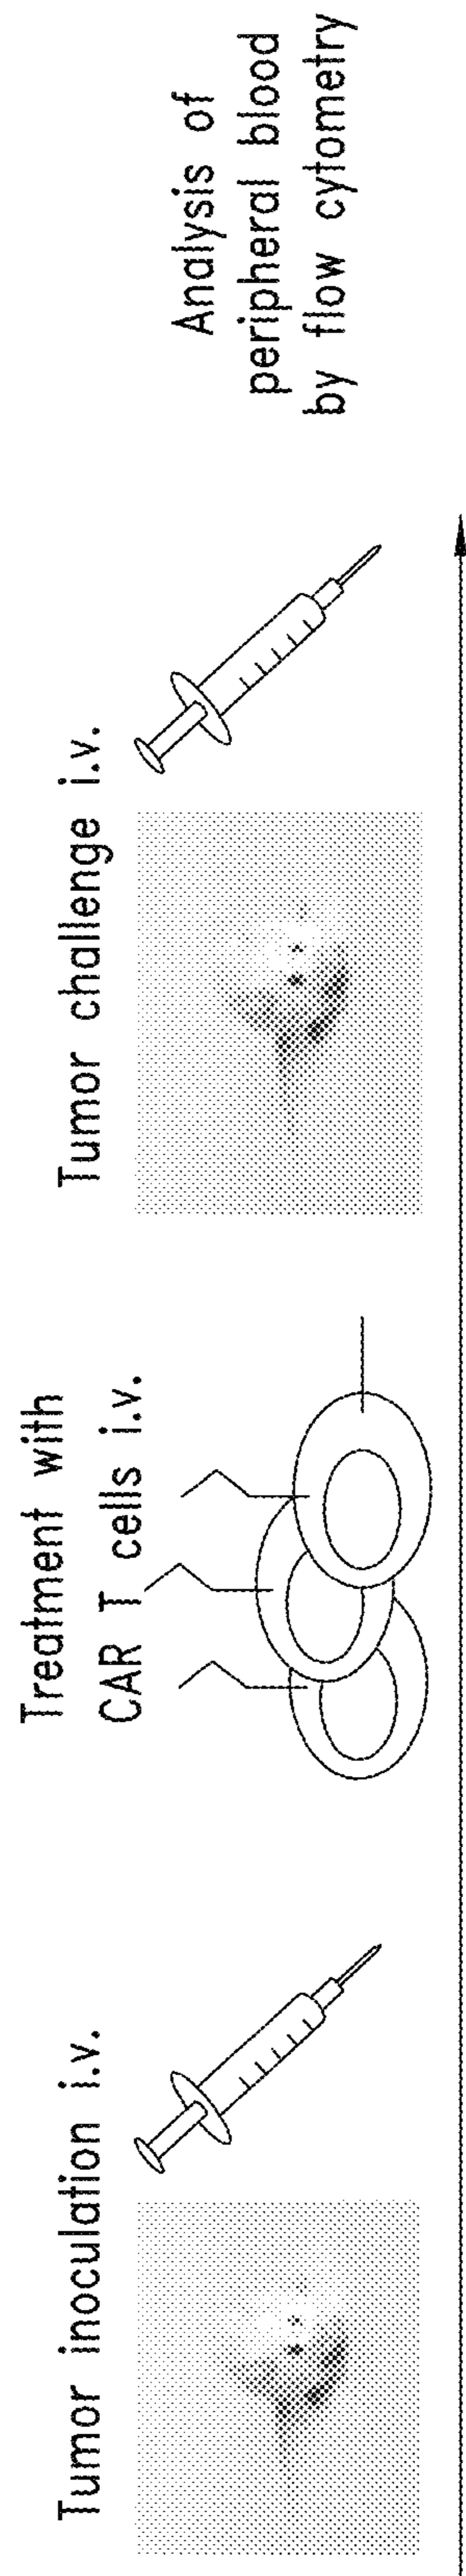 Tumor inoculation i.v.
Treatment with
CAR T cells i.v.
Tumor challenge i.v.
Analysis of
peripheral blood
by flow cytometry